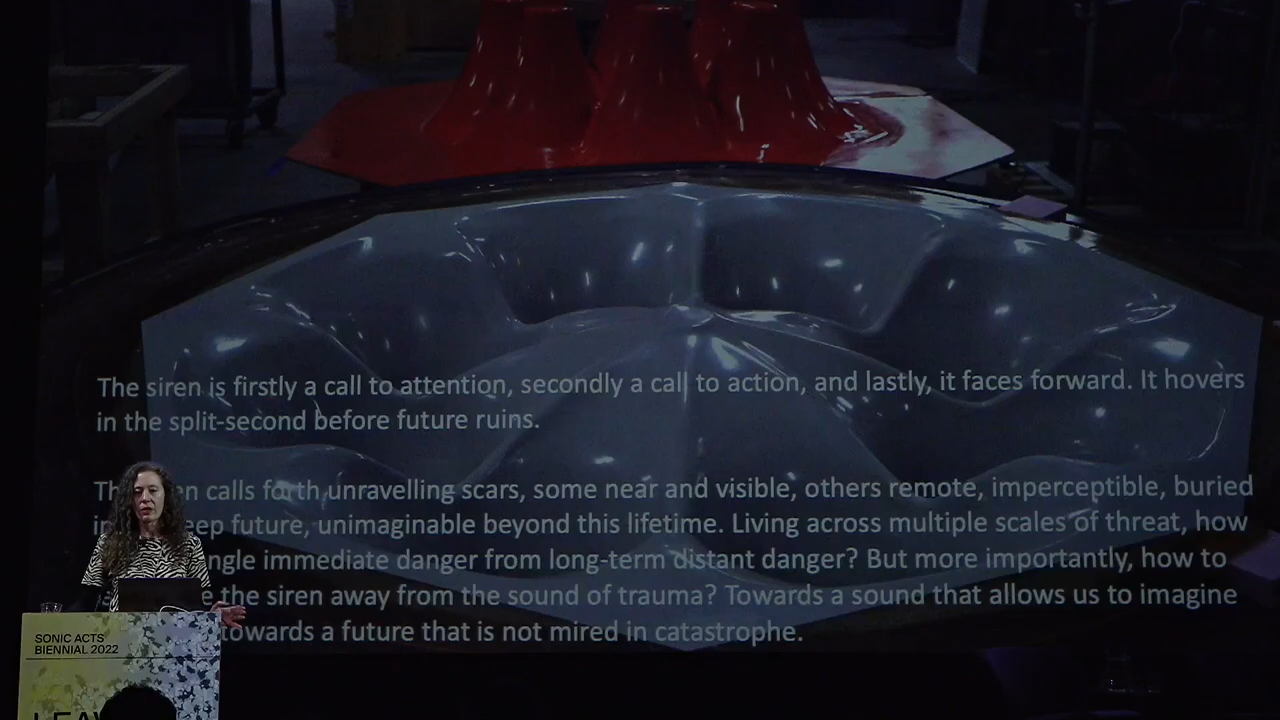 The siren is firstly a call to attention, secondly a call to action, and lastly, it faces forward. It hovers
in the split-second before future ruins.
calls forth unravelling scars, some near and visible, others remote, imperceptible, buried
future, unimaginable beyond this lifetime. Living across multiple scales of threat, how
immediate danger from long-term distant danger? But more importantly, how to
the siren away from the sound of trauma? Towards a sound that allows us to imagine
towards a future that is not mired in catastrophe.
SONIC ACTS
BIENNIAL 2022